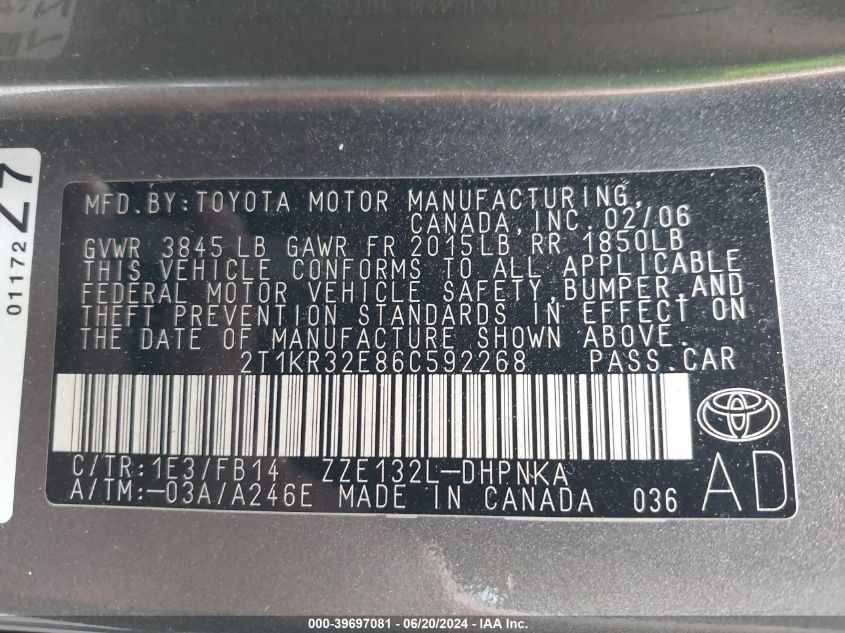 MFD.BY:TOYOTA MOTOR MANUFACTURING,
CANADA,INC. 02/06
GVWR 3845 LB GAWR FR 2015LB RR 1850LB
THIS VEHICLE CONFORMS TO ALL APPLICABLE
FEDERAL MOTOR VEHICLE SAFETY,BUMPER,AND
THEFT PREVENTION STANDARDS IN EFFECT ON
THE DATE OF MANUFACTURE SHOWN ABOVE.
2T1KR32E86C592268 PASS.CAR
C/TR:1E3/FB14 ZZE132L-DHPNKA
A/TM:-03A/A246E MADE IN CANADA 036
AD
01172
Z7
000-39697081 - 06/20/2024 - IAA Inc.